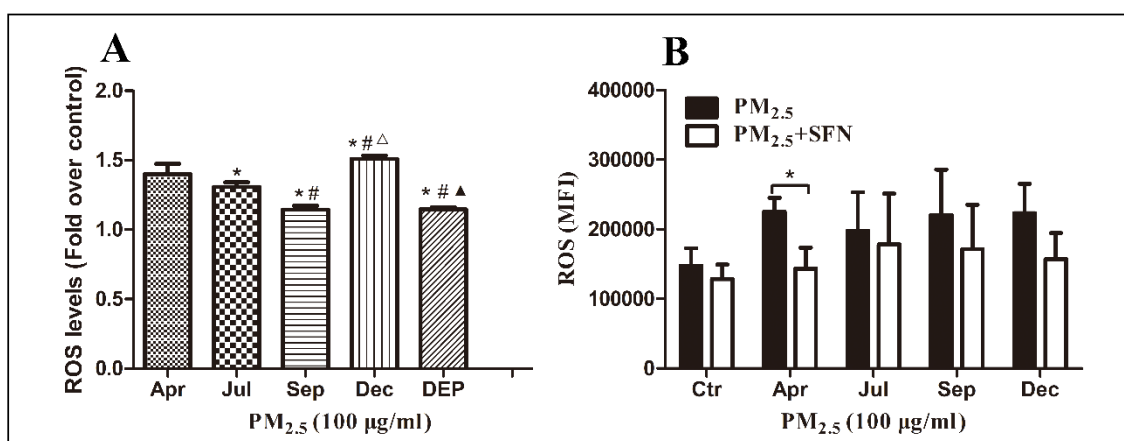 A
ROS levels (Fold over control)
2.0
1.5
1.0
0.5
0.0
*
* #
* # △
* # ▲
Apr Jul Sep Dec DEP
PM2.5 (100 µg/ml)
B
ROS (MFI)
400000
300000
200000
100000
0
PM2.5
PM2.5+SFN
*
Ctr Apr Jul Sep Dec
PM2.5 (100 µg/ml)